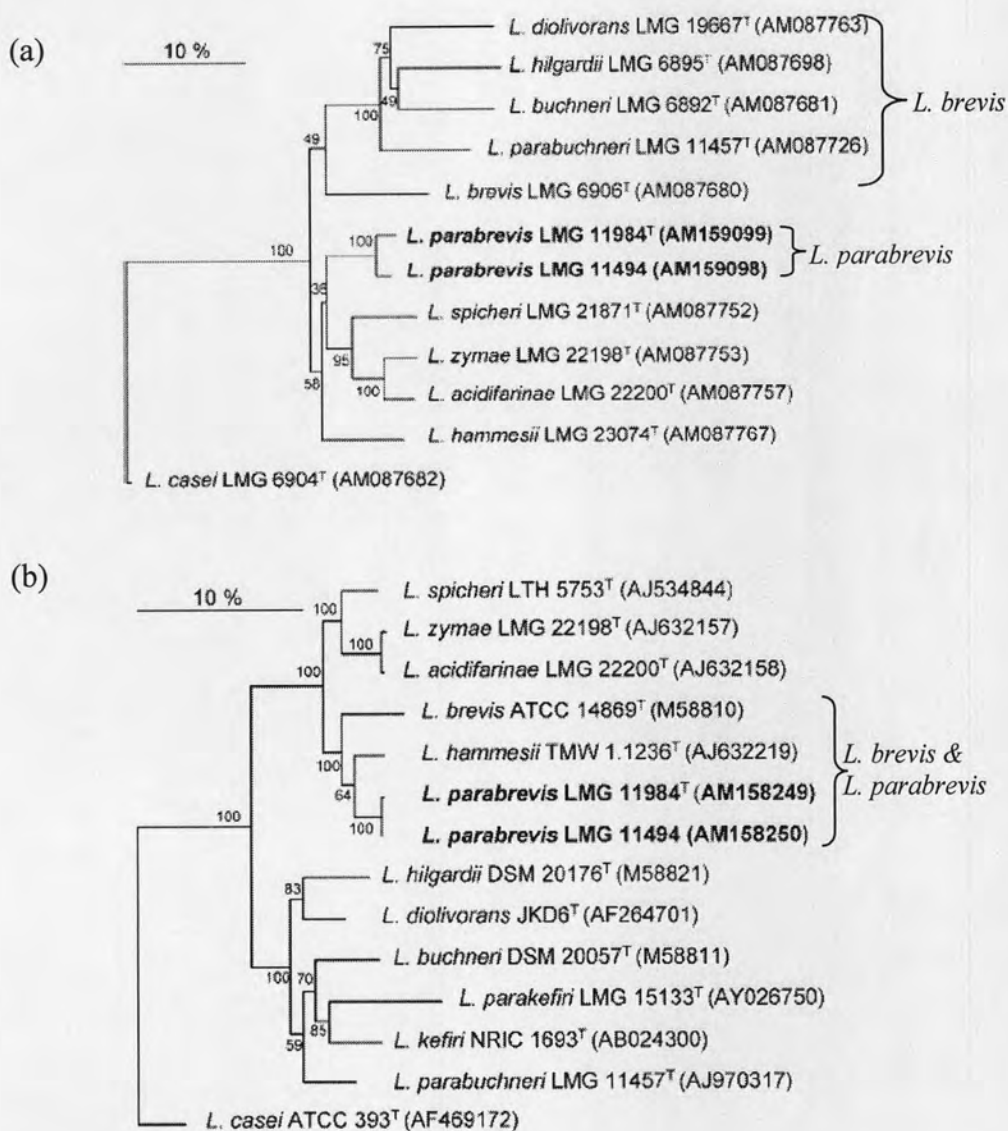 (a)
10 %
L. diolivorans LMG 19667ᵀ (AM087763)
75
L. hilgardii LMG 6895ᵀ (AM087698)
49
L. buchneri LMG 6892ᵀ (AM087681)
L. brevis
100
L. parabuchneri LMG 11457ᵀ (AM087726)
49
L. brevis LMG 6906ᵀ (AM087680)
100
100
L. parabrevis LMG 11984ᵀ (AM159099)
L. parabrevis
L. parabrevis LMG 11494 (AM159098)
36
L. spicheri LMG 21871ᵀ (AM087752)
95
L. zymae LMG 22198ᵀ (AM087753)
58
100
L. acidifarinae LMG 22200ᵀ (AM087757)
L. hammesii LMG 23074ᵀ (AM087767)
L. casei LMG 6904ᵀ (AM087682)
(b)
10 %
L. spicheri LTH 5753ᵀ (AJ534844)
100
L. zymae LMG 22198ᵀ (AJ632157)
100
L. acidifarinae LMG 22200ᵀ (AJ632158)
100
L. brevis ATCC 14869ᵀ (M58810)
100
L. hammesii TMW 1.1236ᵀ (AJ632219)
L. brevis &
L. parabrevis
64
L. parabrevis LMG 11984ᵀ (AM158249)
100
L. parabrevis LMG 11494 (AM158250)
100
L. hilgardii DSM 20176ᵀ (M58821)
83
L. diolivorans JKD6ᵀ (AF264701)
100
L. buchneri DSM 20057ᵀ (M58811)
70
L. parakefiri LMG 15133ᵀ (AY026750)
85
L. kefiri NRIC 1693ᵀ (AB024300)
59
L. parabuchneri LMG 11457ᵀ (AJ970317)
L. casei ATCC 393ᵀ (AF469172)